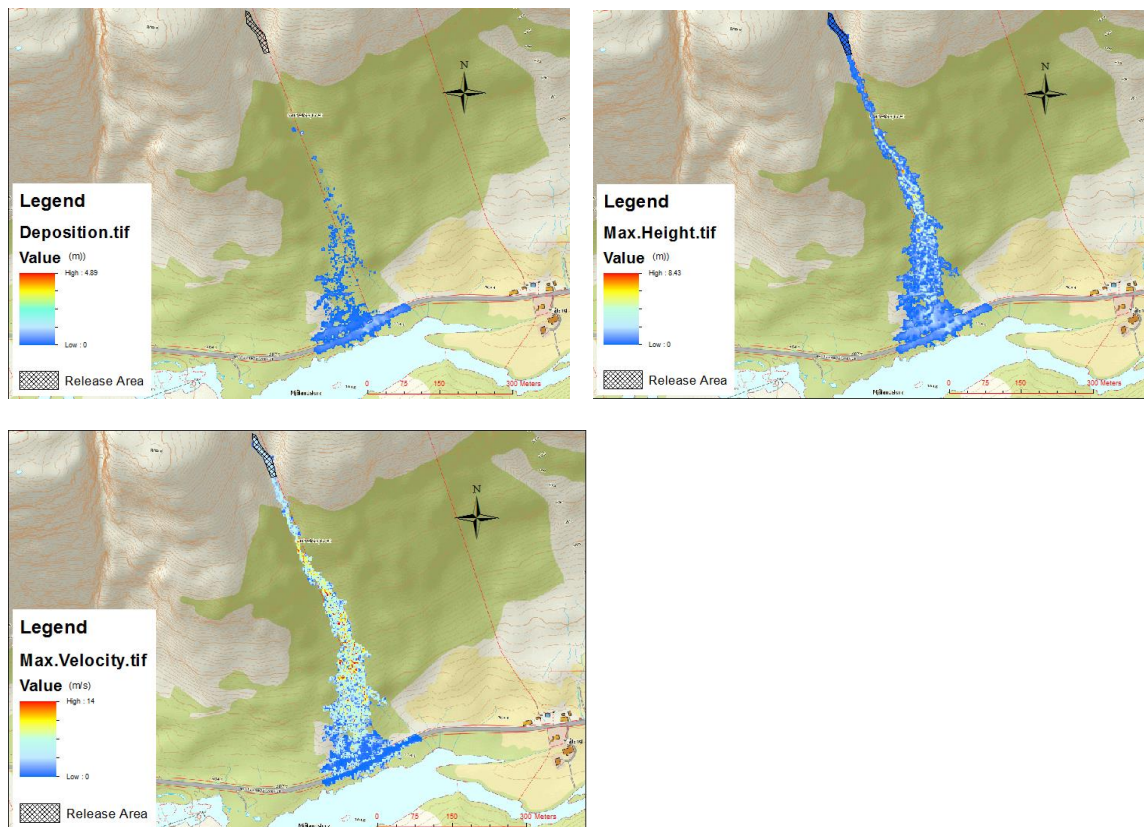 N
Legend
Deposition.tif
Value (m))
High : 4.89
Low : 0
Release Area
0 75 150 300 Meters
N
Legend
Max.Height.tif
Value (m))
High : 8.43
Low : 0
Release Area
0 75 150 300 Meters
N
Legend
Max.Velocity.tif
Value (m/s)
High : 14
Low : 0
Release Area
0 75 150 300 Meters